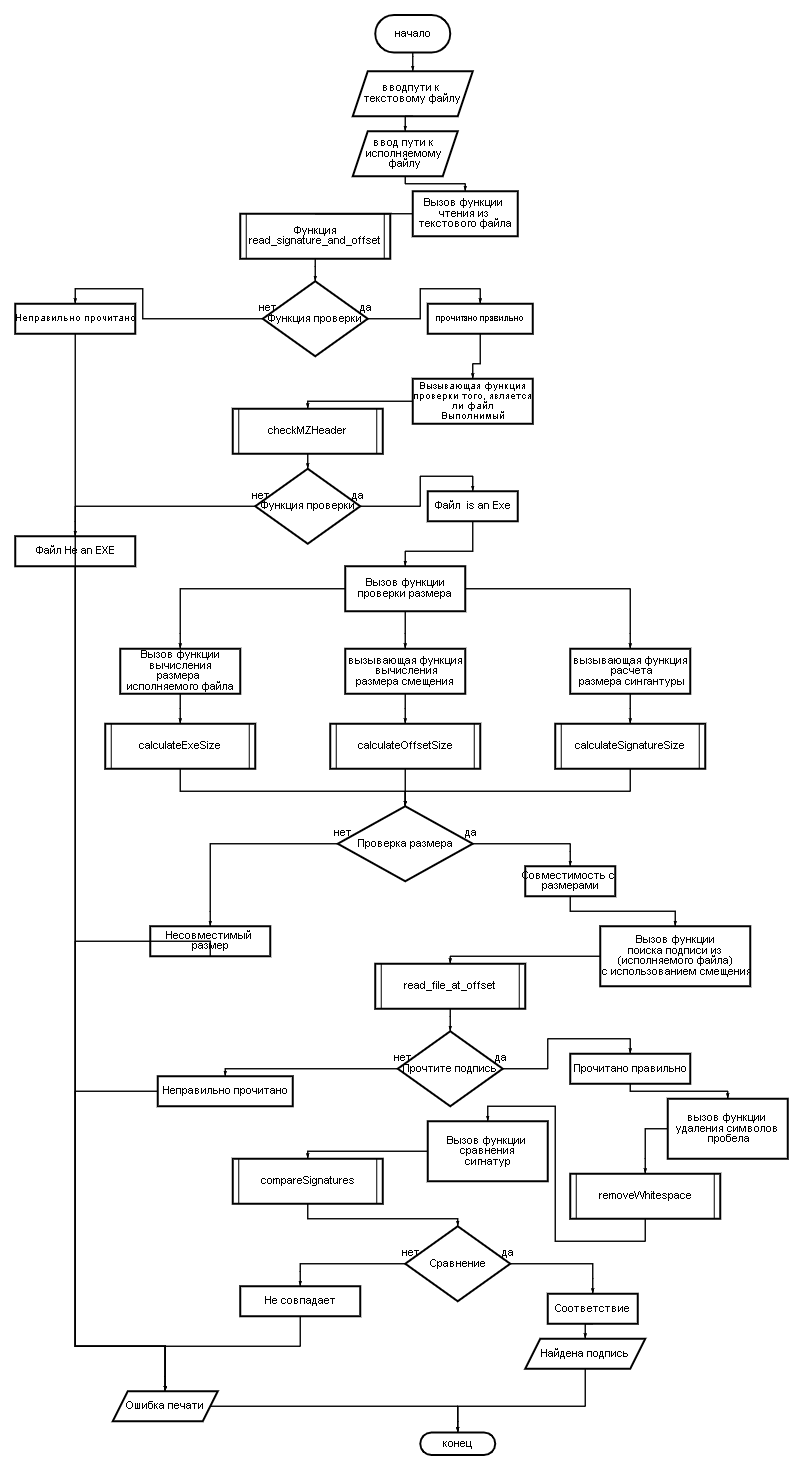 начало
вводпути к
текстовому файлу
ввод пути к
исполняемому
файлу
Вызов функции
чтения из
текстового файла
Функция
read_signature_and_offset
нет
да
Функция проверки
Неправильно прочитано
прочитано правильно
Вызывающая функция
проверки того, является
ли файл
Выполнимый
checkMZHeader
нет
да
Функция проверки
Файл is an Exe
Файл Не an EXE
Вызов функции
проверки размера
Вызов функции
вычисления
размера
исполняемого файла
вызывающая функция
вычисления
размера смещения
вызывающая функция
расчета
размера сингантуры
calculateExeSize
calculateOffsetSize
calculateSignatureSize
нет
да
Проверка размера
Совместимость с
размерами
Несовместимый
размер
Вызов функции
поиска подписи из
(исполняемого файла)
с использованием смещения
read_file_at_offset
нет
да
Прочтите подпись
Прочитано правильно
Неправильно прочитано
вызов функции
удаления символов
пробела
Вызов функции
сравнения
сигнатур
compareSignatures
removeWhitespace
нет
да
Сравнение
Не совпадает
Соответствие
Найдена подпись
Ошибка печати
конец